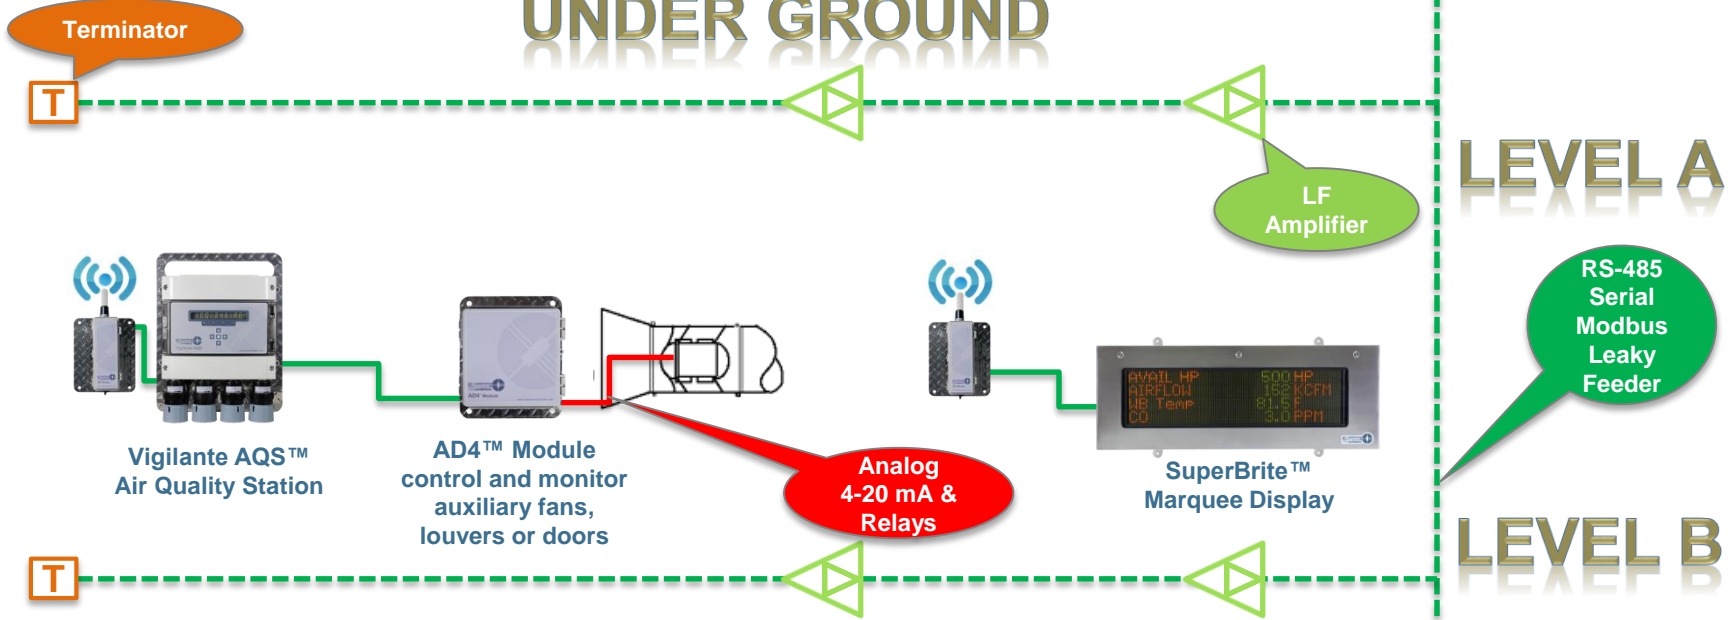 UNDER GROUND
Terminator
T
LEVEL A
LF
Amplifier
RS-485
Serial
Modbus
Leaky
Feeder
AVAIL HP 500 HP
AIRFLOW 162 KCFM
WB Temp 81.5 F
CO 3.0 PPM
Vigilante AQS™
Air Quality Station
AD4™ Module
control and monitor
auxiliary fans,
louvers or doors
Analog
4-20 mA &
Relays
SuperBrite™
Marquee Display
LEVEL B
T